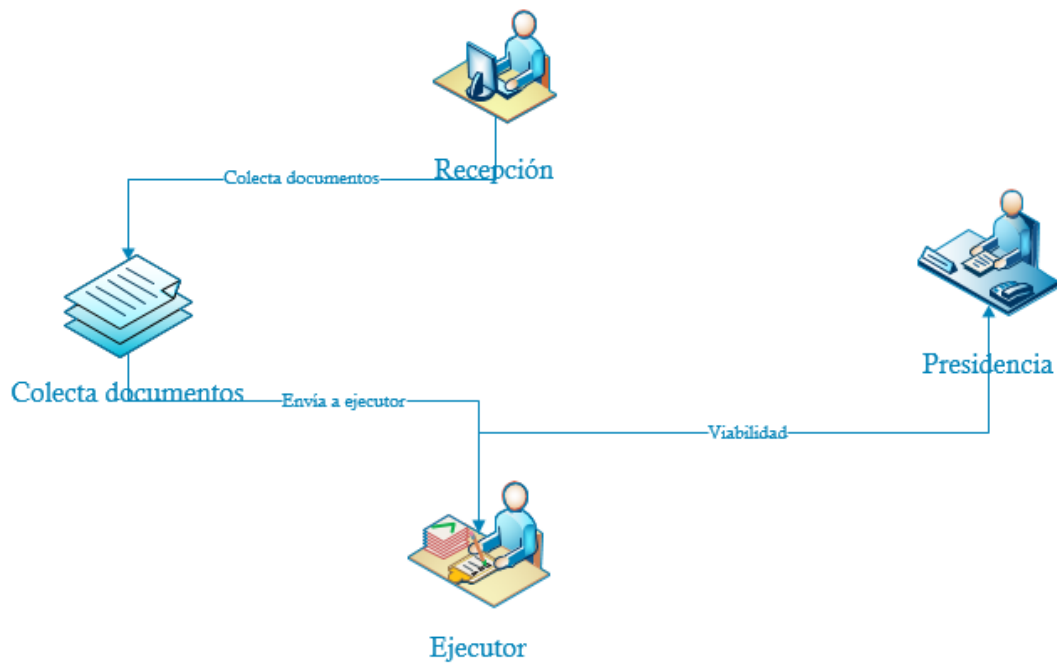 Recepción
Colecta documentos
Presidencia
Colecta documentos
Envía a ejecutor
Viabilidad
Ejecutor